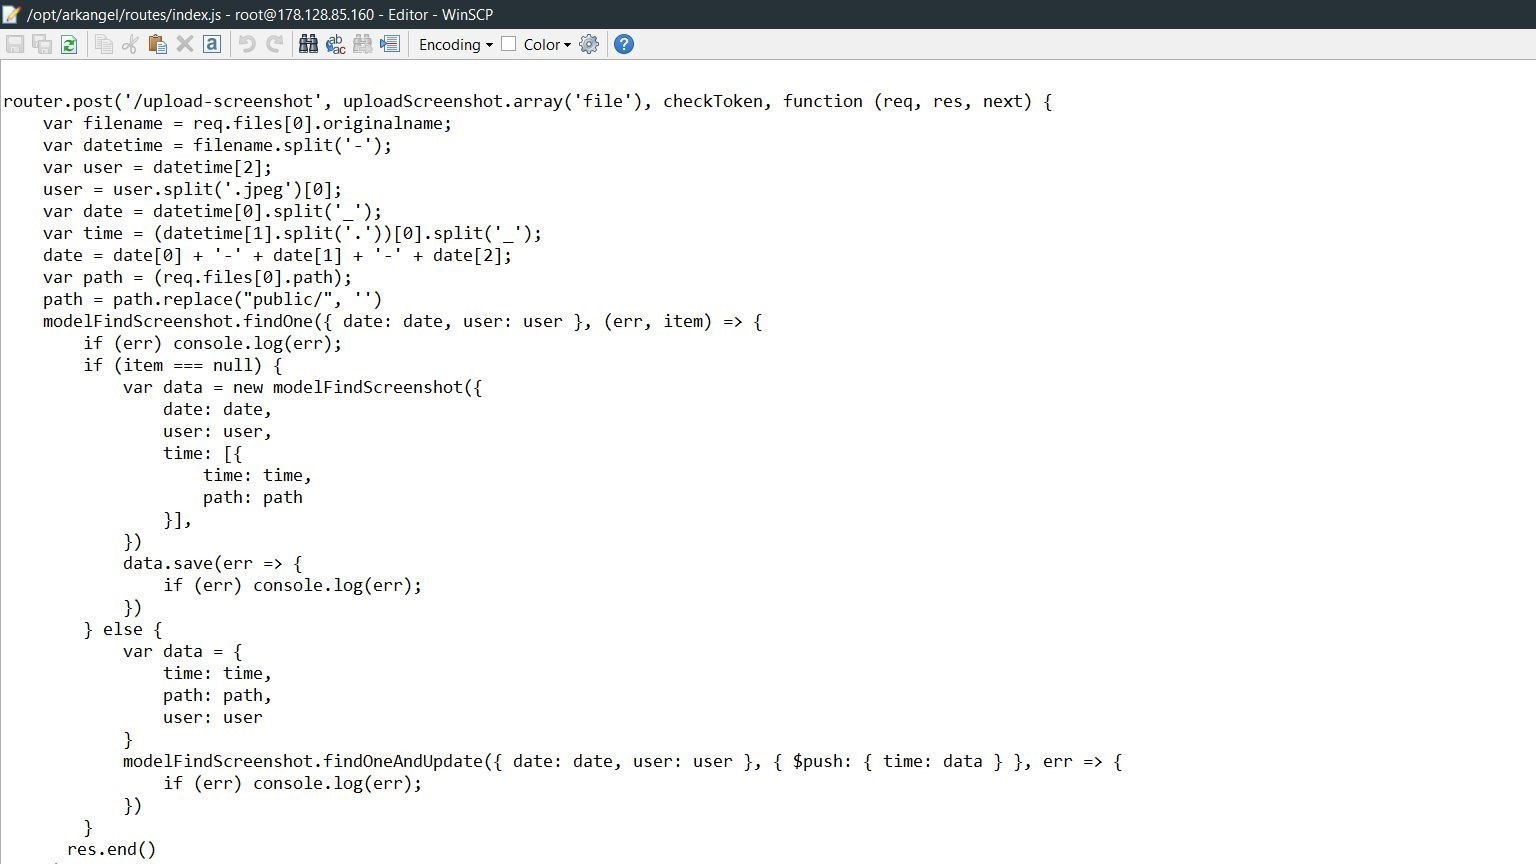 /opt/arkangel/routes/index.js - root@178.128.85.160 - Editor - WinSCP
Encoding Color
router.post('/upload-screenshot', uploadScreenshot.array('file'), checkToken, function (req, res, next) {
    var filename = req.files[0].originalname;
    var datetime = filename.split('-');
    var user = datetime[2];
    user = user.split('.jpeg')[0];
    var date = datetime[0].split('_');
    var time = (datetime[1].split('.'))[0].split('_');
    date = date[0] + '-' + date[1] + '-' + date[2];
    var path = (req.files[0].path);
    path = path.replace("public/", '')
    modelFindScreenshot.findOne({ date: date, user: user }, (err, item) => {
        if (err) console.log(err);
        if (item === null) {
            var data = new modelFindScreenshot({
                date: date,
                user: user,
                time: [{
                    time: time,
                    path: path
                }],
            })
            data.save(err => {
                if (err) console.log(err);
            })
        } else {
            var data = {
                time: time,
                path: path,
                user: user
            }
            modelFindScreenshot.findOneAndUpdate({ date: date, user: user }, { $push: { time: data } }, err => {
                if (err) console.log(err);
            })
        }
      res.end()